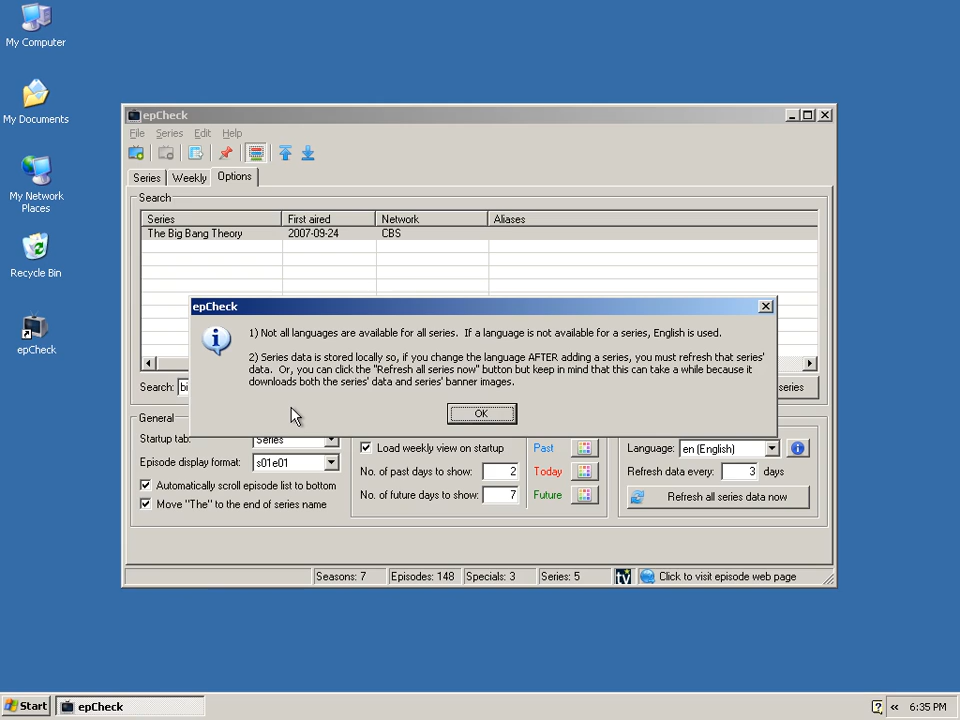 My Computer
My Documents
My Network
Places
Recycle Bin
epCheck
epCheck
File Series Edit Help
Series Weekly Options
Search
Series First aired Network Aliases
The Big Bang Theory 2007-09-24 CBS
epCheck
1) Not all languages are available for all series. If a language is not available for a series, English is used.
2) Series data is stored locally so, if you change the language AFTER adding a series, you must refresh that series'
data. Or, you can click the "Refresh all series now" button but keep in mind that this can take a while because it
downloads both the series' data and series' banner images.
OK
Search: bi series
General
Startup tab: Series
Load weekly view on startup Past Language: en (English)
Episode display format: s01e01 No. of past days to show: 2 Today Refresh data every: 3 days
Automatically scroll episode list to bottom
No. of future days to show: 7 Future Refresh all series data now
Move "The" to the end of series name
Seasons: 7 Episodes: 148 Specials: 3 Series: 5 tv Click to visit episode web page
Start epCheck 6:35 PM